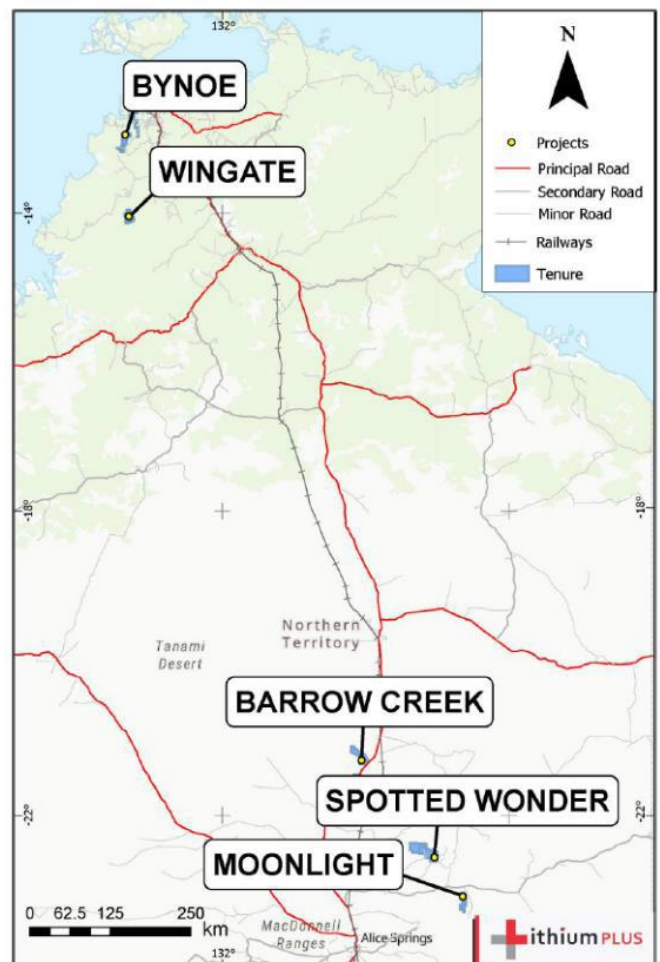 132°
N
BYNOE
WINGATE
Projects
Principal Road
Secondary Road
Minor Road
Railways
Tenure
-14°
-18°
-18°
Northern
Territory
Tanami
Desert
BARROW CREEK
SPOTTED WONDER
-22°
-22°
MOONLIGHT
0 62.5 125 250
km
MacDonnell
Ranges
Alice Springs
132°
Lithium PLUS